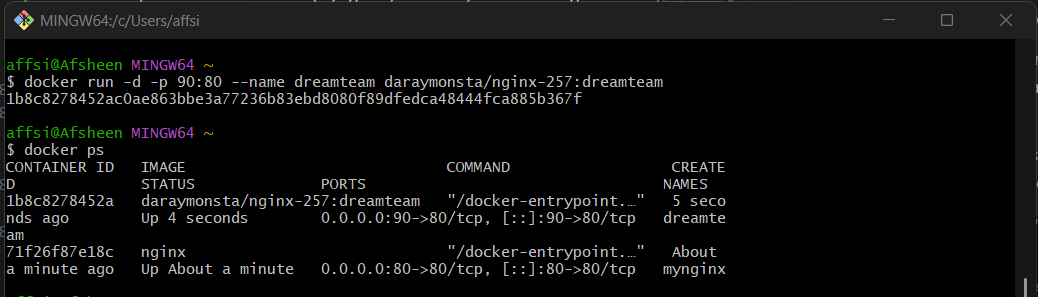 MINGW64:/c/Users/affsi
affsi@Afsheen MINGW64 ~
$ docker run -d -p 90:80 --name dreamteam daraymonsta/nginx-257:dreamteam
1b8c8278452ac0ae863bbe3a77236b83ebd8080f89dfedca48444fca885b367f
affsi@Afsheen MINGW64 ~
$ docker ps
CONTAINER ID   IMAGE                             COMMAND                  CREATE
D              STATUS              PORTS                                 NAMES
1b8c8278452a   daraymonsta/nginx-257:dreamteam   "/docker-entrypoint.…"   5 seco
nds ago        Up 4 seconds        0.0.0.0:90->80/tcp, [::]:90->80/tcp   dreamte
am
71f26f87e18c   nginx                             "/docker-entrypoint.…"   About
a minute ago   Up About a minute   0.0.0.0:80->80/tcp, [::]:80->80/tcp   mynginx